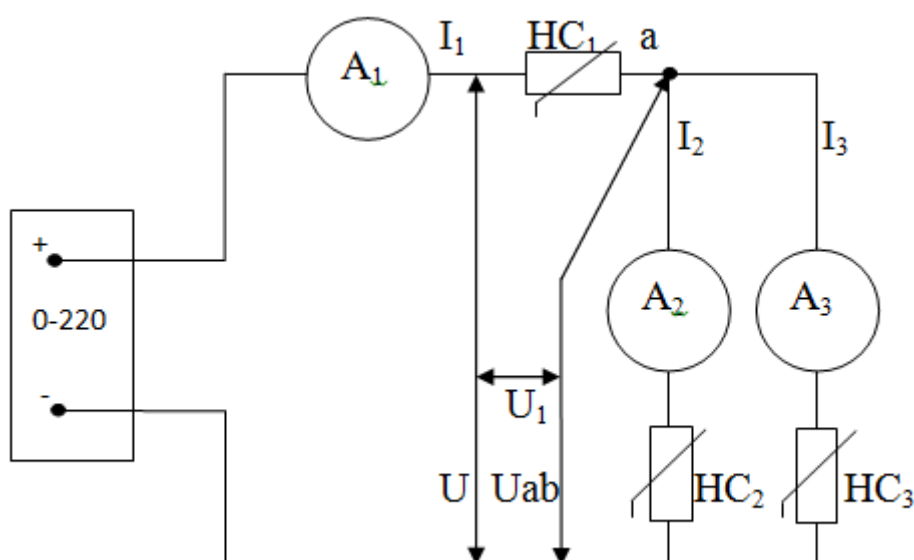 I₁ HC₁ a
A₁
I₂ I₃
+
0-220
A₂ A₃
-
U₁
U Uab HC₂ HC₃